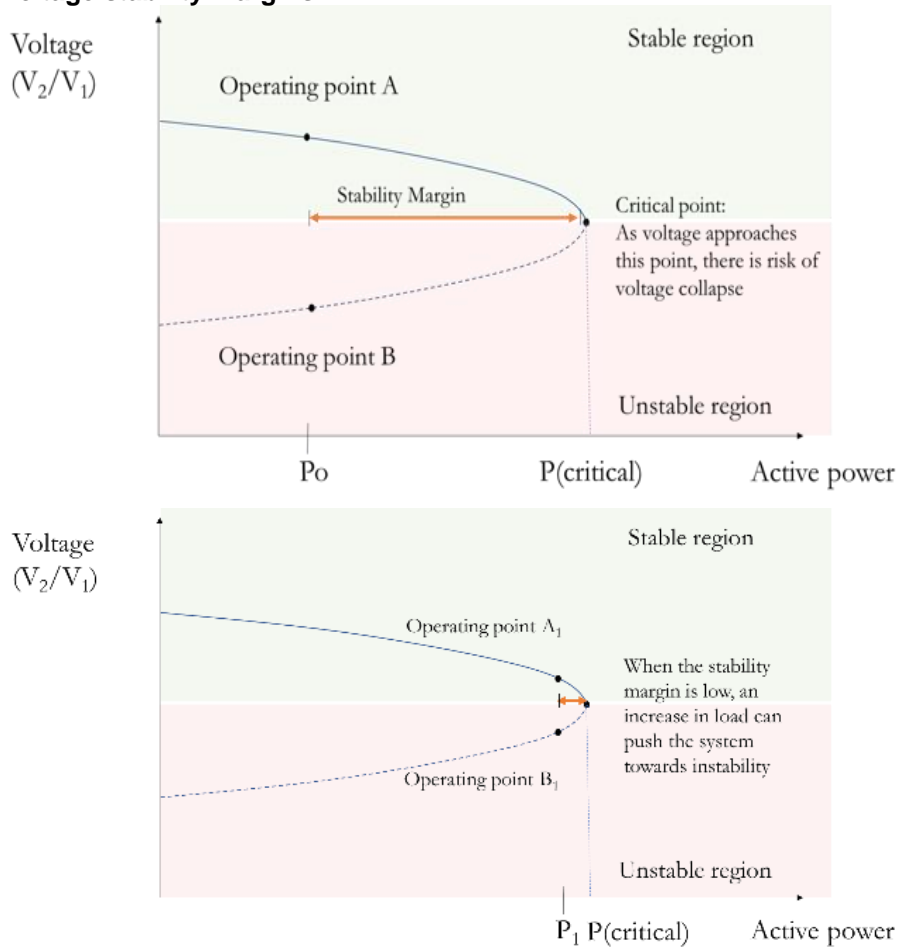 Voltage Stability Margins
Voltage
(V₂/V₁)
Stable region
Operating point A
Stability Margin
Critical point:
As voltage approaches
this point, there is risk of
voltage collapse
Operating point B
Unstable region
Po
P(critical)
Active power
Voltage
(V₂/V₁)
Stable region
Operating point A₁
When the stability
margin is low, an
increase in load can
push the system
towards instability
Operating point B₁
Unstable region
P₁ P(critical)
Active power